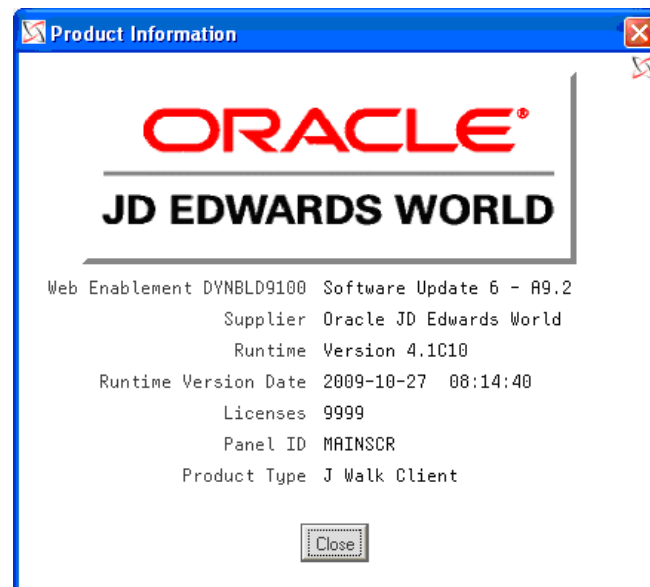 Product Information
ORACLE®
JD EDWARDS WORLD
Web Enablement DYNBLD9100 Software Update 6 - A9.2
Supplier Oracle JD Edwards World
Runtime Version 4.1C10
Runtime Version Date 2009-10-27 08:14:40
Licenses 9999
Panel ID MAINSCR
Product Type J Walk Client
Close